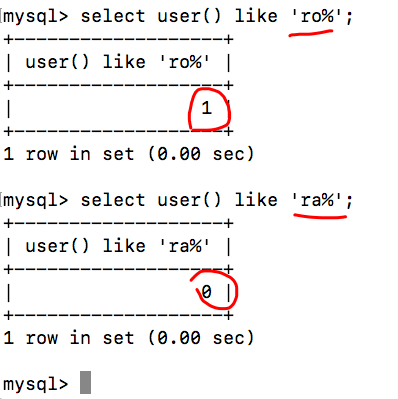 mysql> select user() like 'ro%';
+--------------------+
| user() like 'ro%' |
+--------------------+
| 1 |
+--------------------+
1 row in set (0.00 sec)
mysql> select user() like 'ra%';
+--------------------+
| user() like 'ra%' |
+--------------------+
| 0 |
+--------------------+
1 row in set (0.00 sec)
mysql>